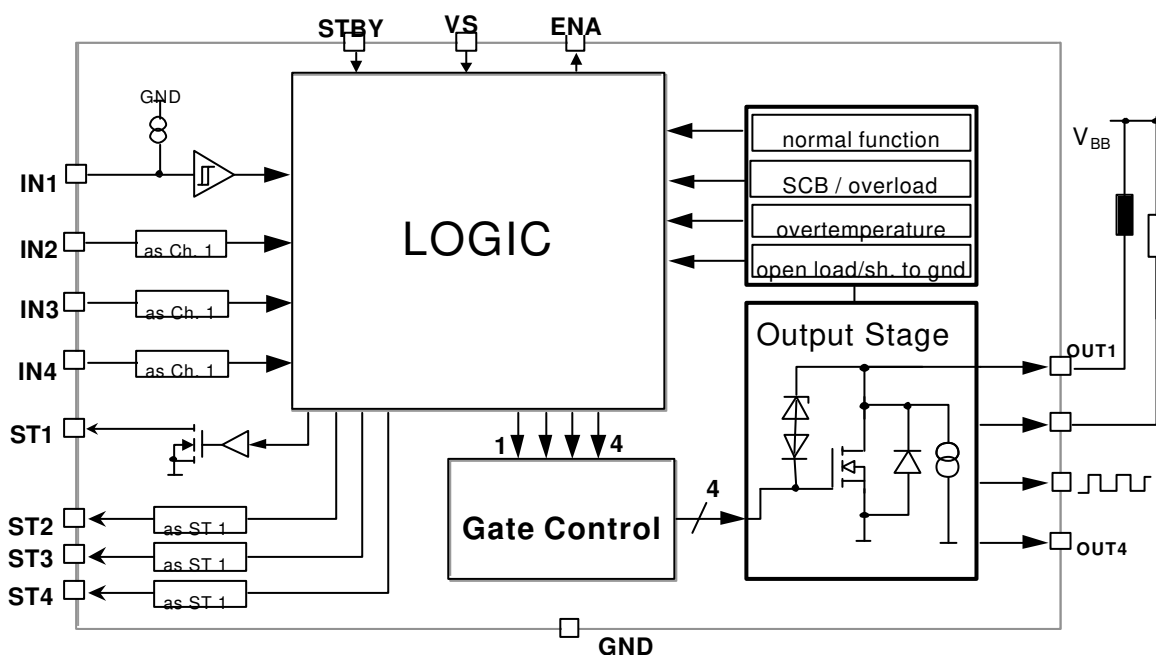 STBY VS ENA
GND
IN1
IN2 as Ch. 1
IN3 as Ch. 1
IN4 as Ch. 1
LOGIC
normal function
SCB / overload
overtemperature
open load/sh. to gnd
VBB
Output Stage
OUT1
OUT4
ST1
ST2 as ST 1
ST3 as ST 1
ST4 as ST 1
1 4
Gate Control
4
GND